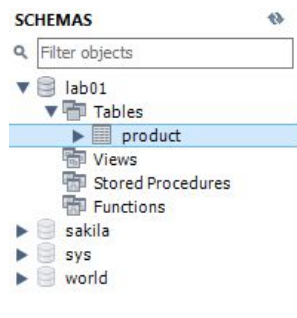 SCHEMAS
Filter objects
lab01
Tables
product
Views
Stored Procedures
Functions
sakila
sys
world